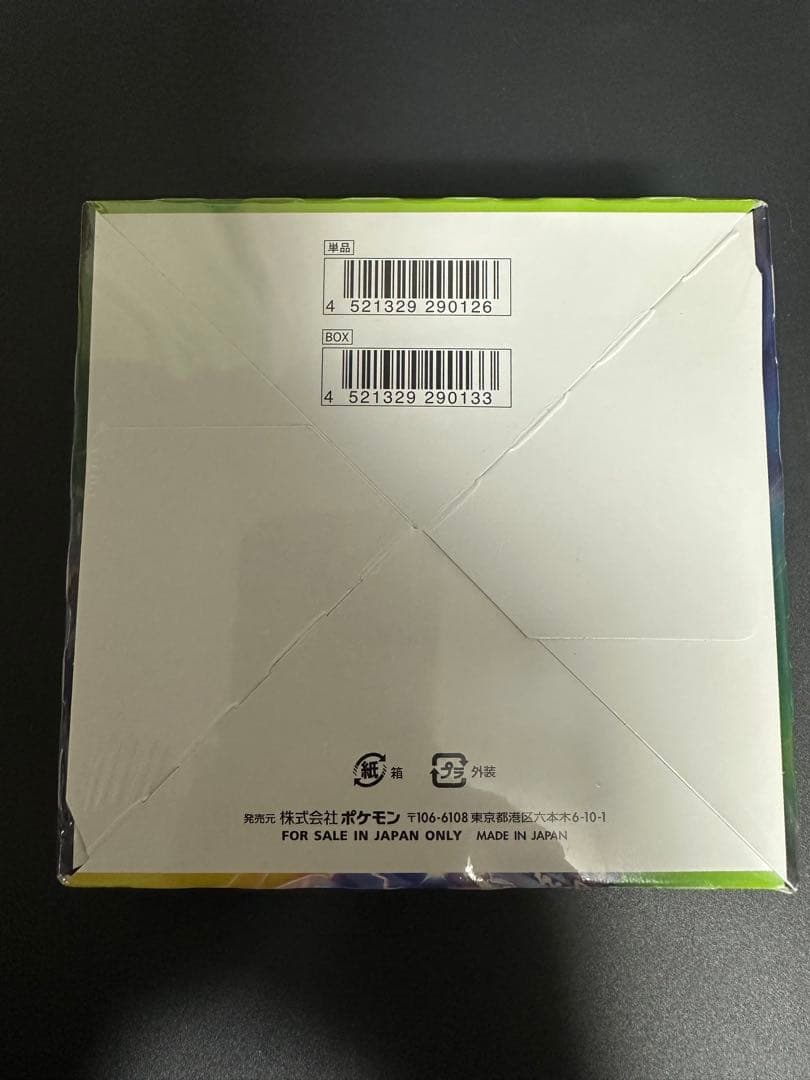 単品
4 521329 290126
BOX
4 521329 290133
紙 箱 プラ 外装
発売元 株式会社ポケモン 〒106-6108 東京都港区六本木6-10-1
FOR SALE IN JAPAN ONLY MADE IN JAPAN